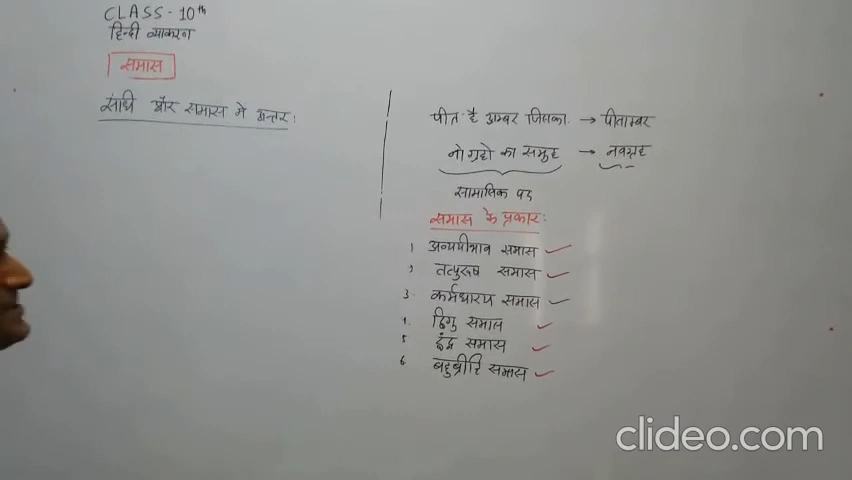 CLASS - 10th
हिन्दी व्याकरण
समास
संधि और समास मे अन्तर:
पीत है अम्बर जिसका → पीताम्बर
नो ग्रहो का समुह → नवग्रह
सामासिक पद
समास के प्रकार:
1 अव्ययीभाव समास
2 तत्पुरुष समास
3. कर्मधारय समास
4. द्विगु समास
5 द्वंद्व समास
6 बहुब्रीहि समास
clideo.com